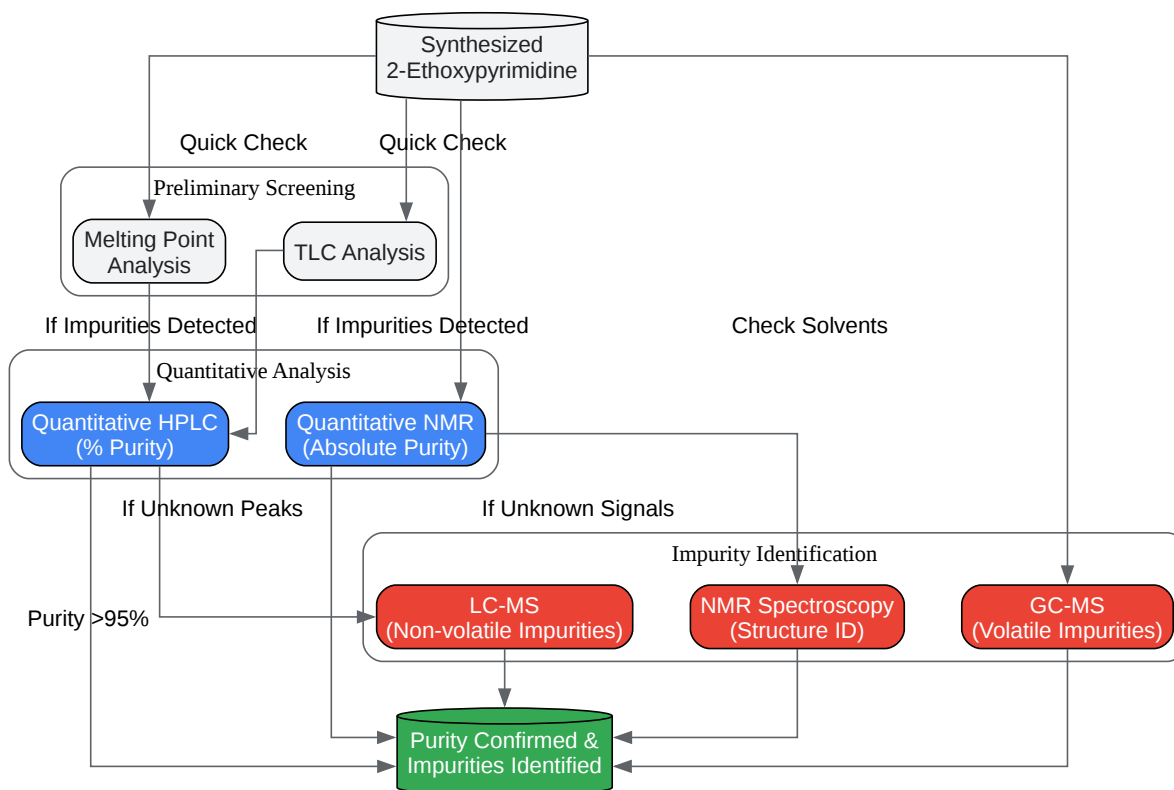 Synthesized
2-Ethoxypyrimidine
Quick Check
Quick Check
Preliminary Screening
Melting Point
Analysis
TLC Analysis
If Impurities Detected
If Impurities Detected
Check Solvents
Quantitative Analysis
Quantitative HPLC
(% Purity)
Quantitative NMR
(Absolute Purity)
If Unknown Peaks
If Unknown Signals
Impurity Identification
Purity >95%
LC-MS
(Non-volatile Impurities)
NMR Spectroscopy
(Structure ID)
GC-MS
(Volatile Impurities)
Purity Confirmed &
Impurities Identified